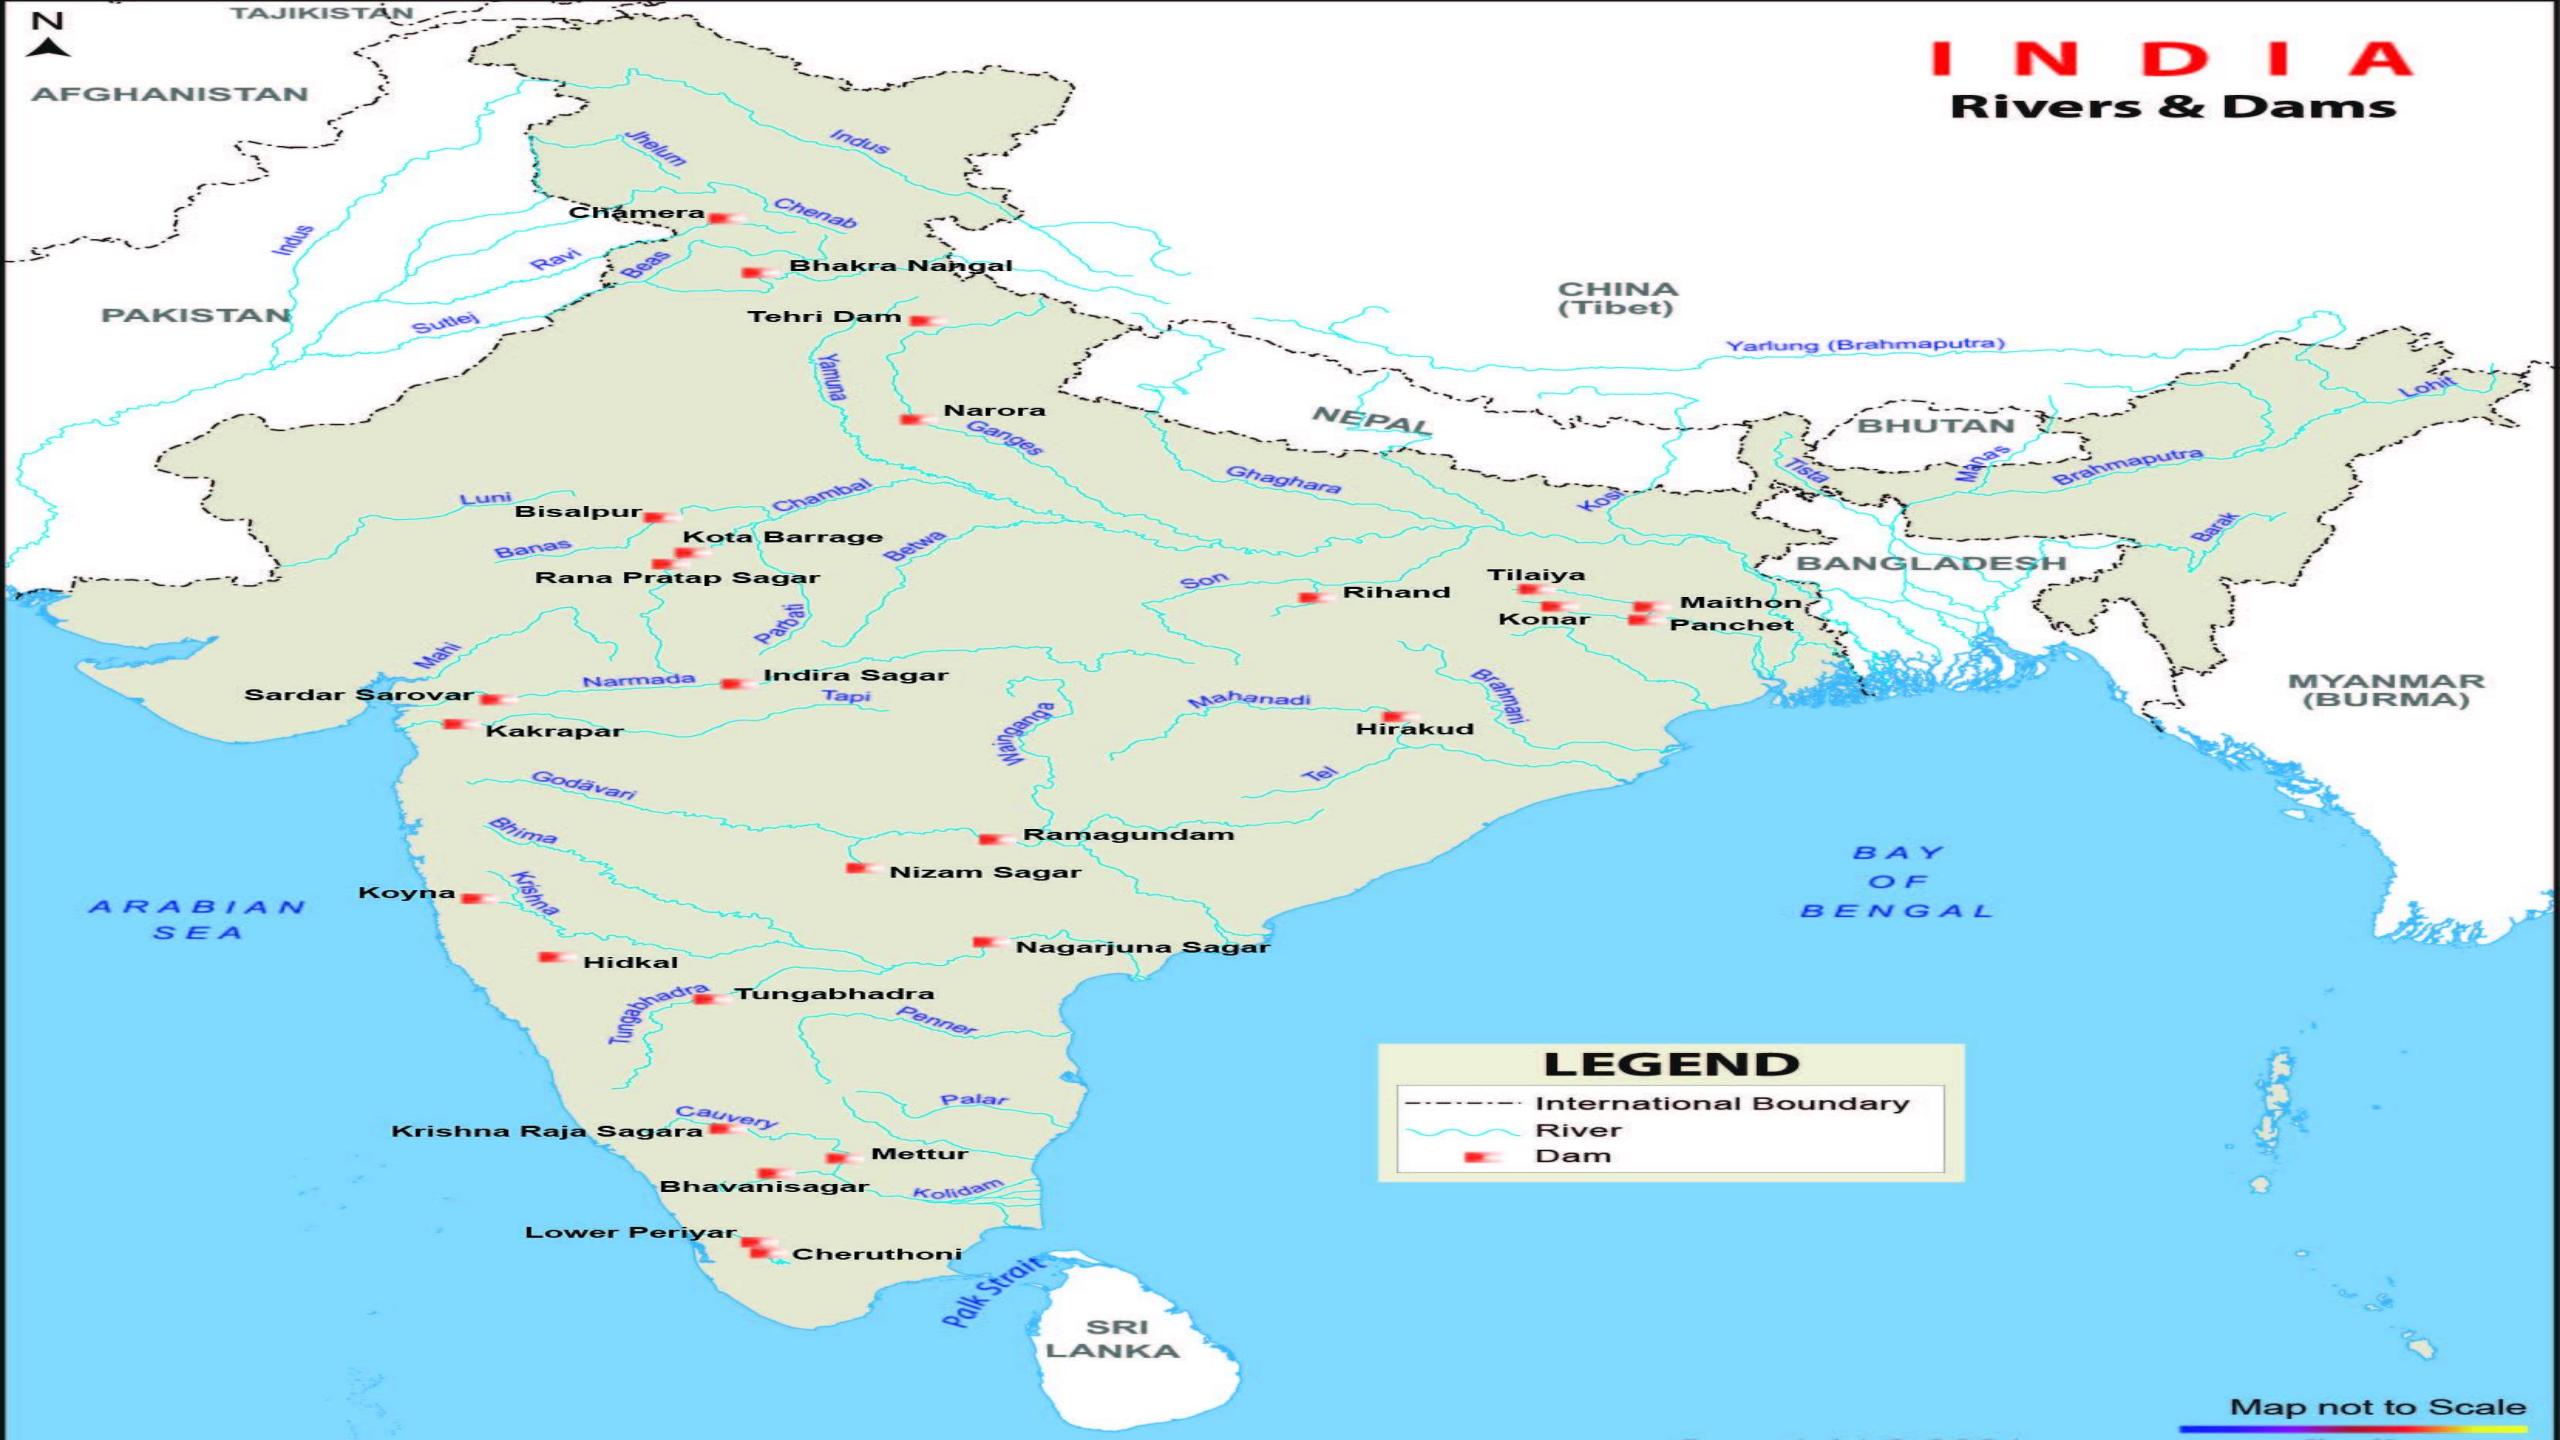 N
TAJIKISTAN
AFGHANISTAN
INDIA
Rivers & Dams
Jhelum
Indus
Chamera
Chenab
Indus
Ravi
Beas
Bhakra Nangal
PAKISTAN
Sutlej
Tehri Dam
CHINA
(Tibet)
Yarlung (Brahmaputra)
Yamuna
Narora
Ganges
NEPAL
BHUTAN
Lohit
Ghaghara
Kosi
Tista
Manas
Brahmaputra
Luni
Bisalpur
Chambal
Banas
Kota Barrage
Betwa
Rana Pratap Sagar
Barak
BANGLADESH
Son
Rihand
Tilaiya
Konar
Maithon
Panchet
Parbati
Mahi
Narmada
Indira Sagar
Sardar Sarovar
Tapi
Kakrapar
Wainganga
Mahanadi
Brahmani
Hirakud
Tel
MYANMAR
(BURMA)
Godävari
Bhima
Ramagundam
Nizam Sagar
Koyna
Krishna
ARABIAN
SEA
BAY
OF
BENGAL
Nagarjuna Sagar
Hidkal
Tungabhadra
Tungabhadra
Penner
Palar
Cauvery
Krishna Raja Sagara
Mettur
Bhavanisagar
Kolidam
Lower Periyar
Cheruthoni
Palk Strait
SRI
LANKA
LEGEND
International Boundary
River
Dam
Map not to Scale